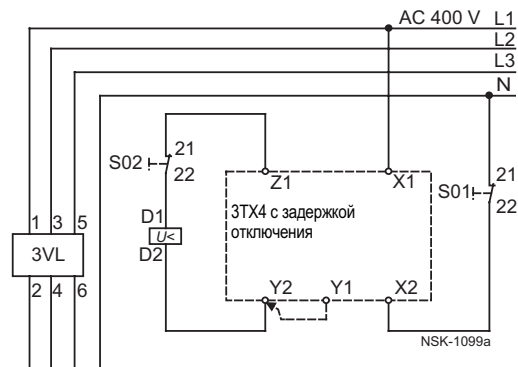 AC 400 V L1
L2
L3
N
S02
21
22
Z1
X1
S01
21
22
3TX4 с задержкой
отключения
1 3 5
3VL
2 4 6
D1
U<
D2
Y2 Y1 X2
NSK-1099a